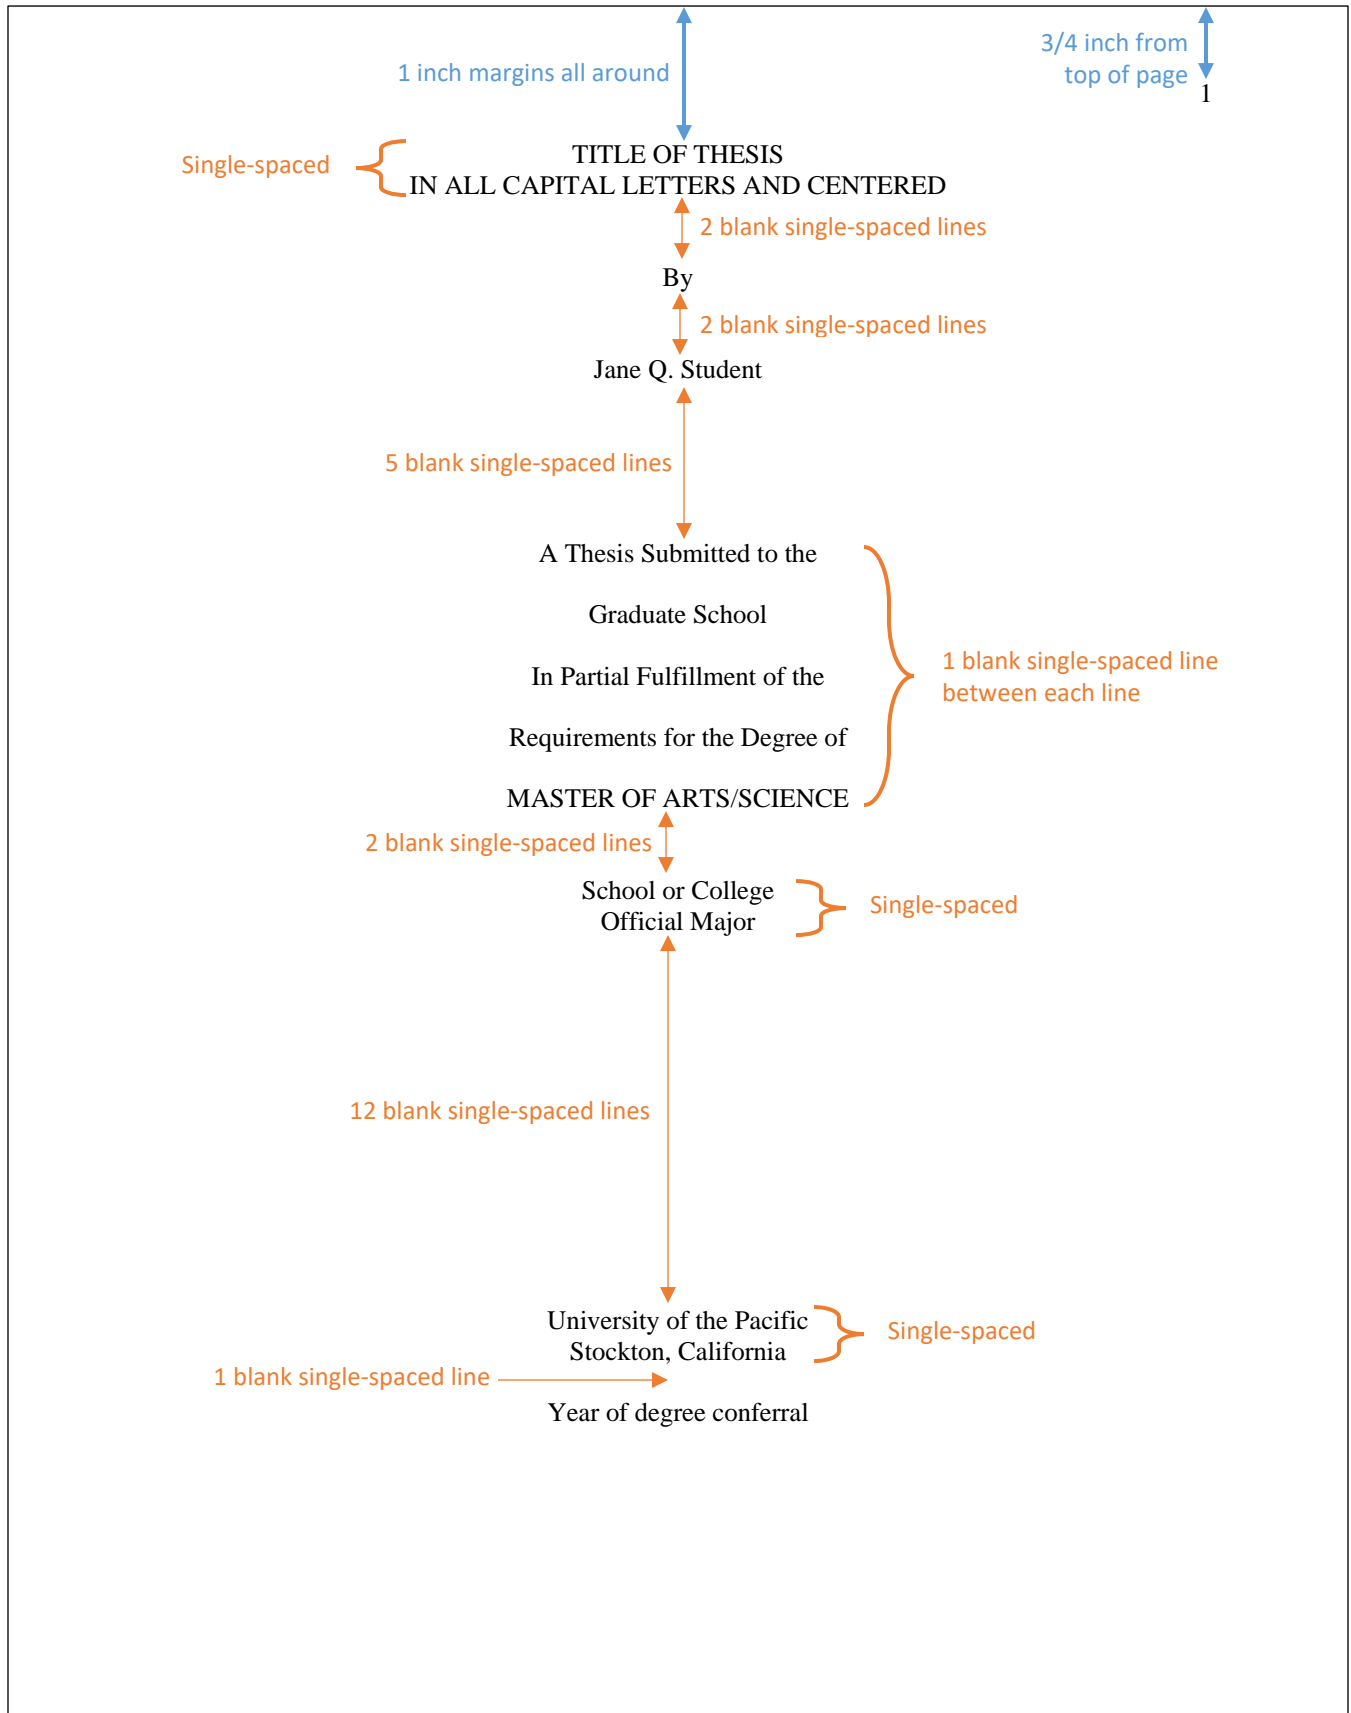 3/4 inch from
1 inch margins all around
top of page
1
Single-spaced
TITLE OF THESIS
IN ALL CAPITAL LETTERS AND CENTERED
2 blank single-spaced lines
By
2 blank single-spaced lines
Jane Q. Student
5 blank single-spaced lines
A Thesis Submitted to the
Graduate School
In Partial Fulfillment of the
1 blank single-spaced line
between each line
Requirements for the Degree of
MASTER OF ARTS/SCIENCE
2 blank single-spaced lines
School or College
Official Major
Single-spaced
12 blank single-spaced lines
University of the Pacific
Stockton, California
Single-spaced
1 blank single-spaced line
Year of degree conferral